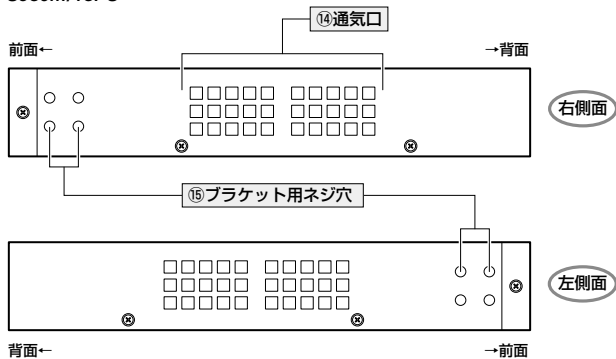 ⑭通気口
前面←
→背面
右側面
⑮ブラケット用ネジ穴
左側面
背面←
→前面